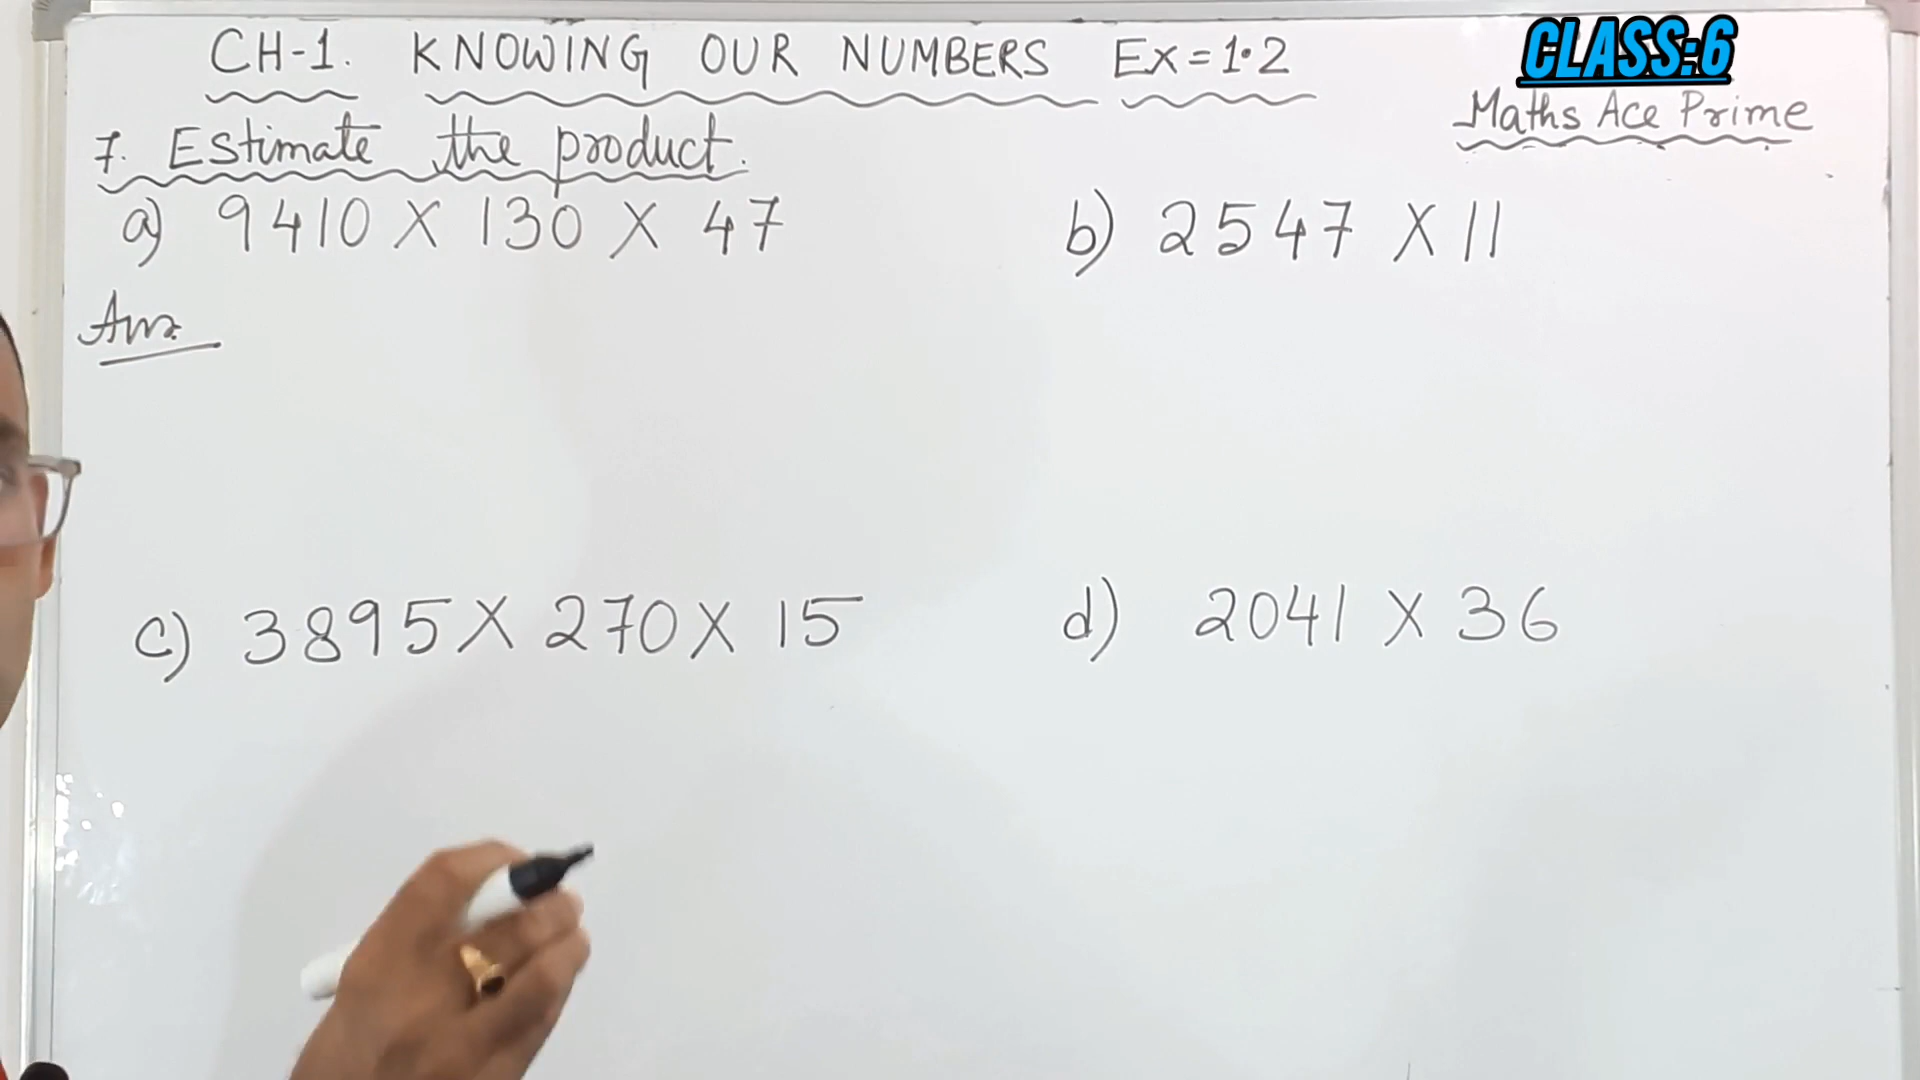 CH-1. KNOWING OUR NUMBERS Ex=1.2
CLASS:6
Maths Ace Prime
7. Estimate the product.
a) 9410 X 130 X 47
b) 2547 X 11
Ans.
c) 3895 X 270 X 15
d) 2041 X 36